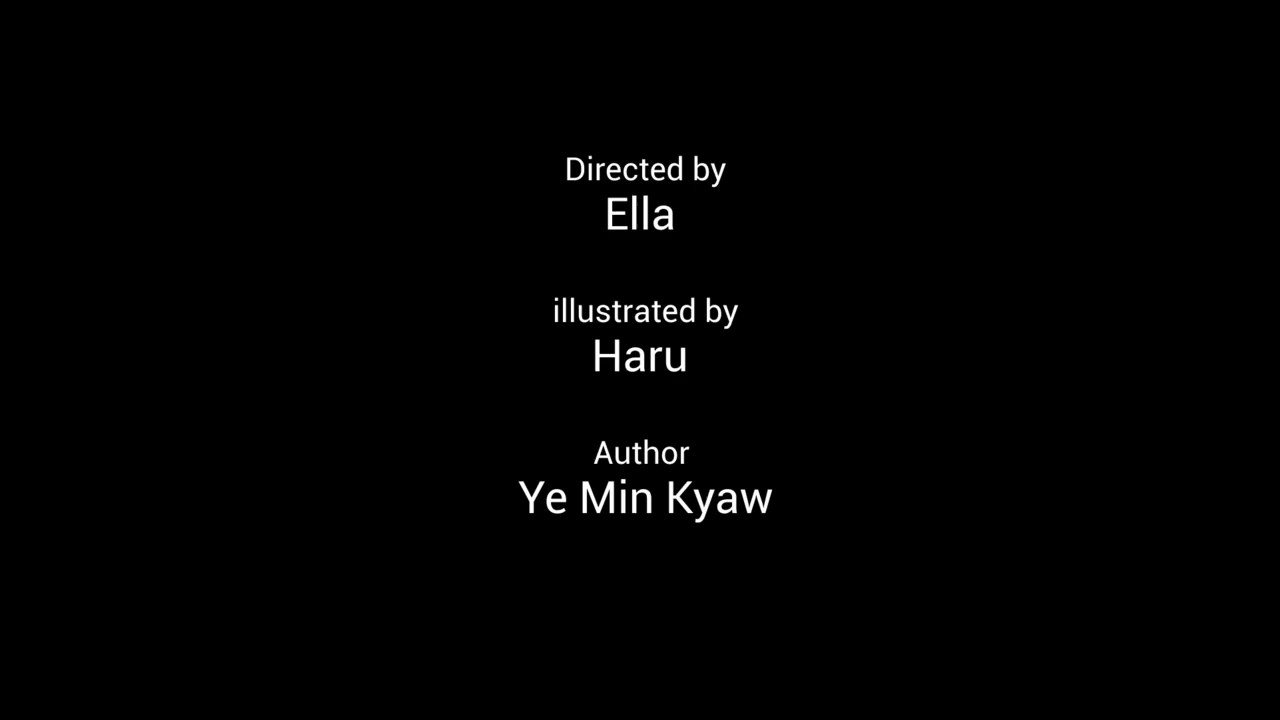 Directed by
Ella
illustrated by
Haru
Author
Ye Min Kyaw